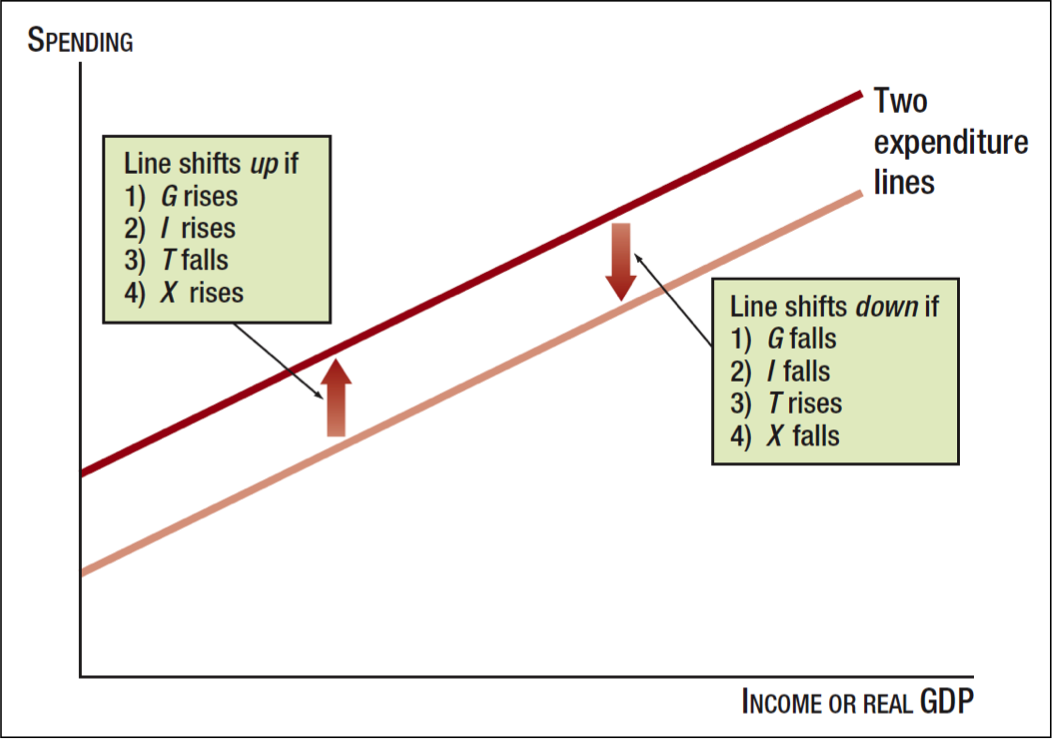 SPENDING
Two
expenditure
lines
Line shifts up if
1) G rises
2) I rises
3) T falls
4) X rises
Line shifts down if
1) G falls
2) I falls
3) T rises
4) X falls
INCOME OR REAL GDP